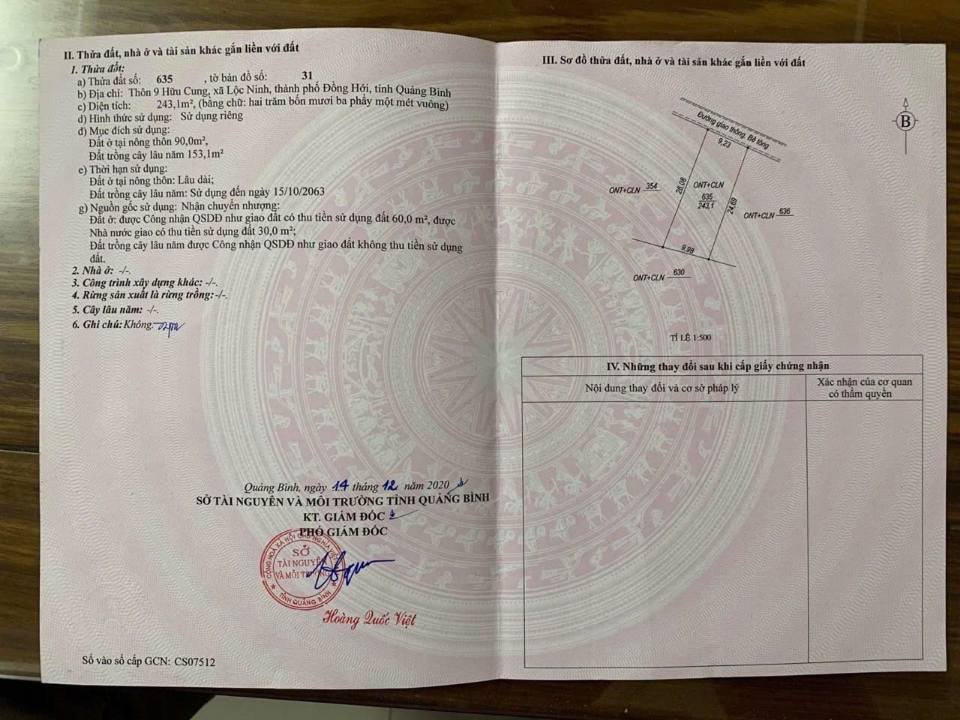 II. Thửa đất, nhà ở và tài sản khác gắn liền với đất
1. Thửa đất:
a) Thửa đất số: 635 , tờ bản đồ số: 31
b) Địa chỉ: Thôn 9 Hữu Cung, xã Lộc Ninh, thành phố Đồng Hới, tỉnh Quảng Bình
c) Diện tích: 243,1m², (bằng chữ: hai trăm bốn mươi ba phẩy một mét vuông)
d) Hình thức sử dụng: Sử dụng riêng
đ) Mục đích sử dụng:
Đất ở tại nông thôn 90,0m²,
Đất trồng cây lâu năm 153,1m²
e) Thời hạn sử dụng:
Đất ở tại nông thôn: Lâu dài;
Đất trồng cây lâu năm: Sử dụng đến ngày 15/10/2063
g) Nguồn gốc sử dụng: Nhận chuyển nhượng:
Đất ở: được Công nhận QSDĐ như giao đất có thu tiền sử dụng đất 60,0 m², được
Nhà nước giao có thu tiền sử dụng đất 30,0 m²;
Đất trồng cây lâu năm được Công nhận QSDĐ như giao đất không thu tiền sử dụng
đất.
2. Nhà ở: -/-.
3. Công trình xây dựng khác: -/-.
4. Rừng sản xuất là rừng trồng: -/-.
5. Cây lâu năm: -/-.
6. Ghi chú: Không.
Quảng Bình, ngày 14 tháng 12 năm 2020
SỞ TÀI NGUYÊN VÀ MÔI TRƯỜNG TỈNH QUẢNG BÌNH
KT. GIÁM ĐỐC
PHÓ GIÁM ĐỐC
SỞ
TÀI NGUYÊN
VÀ MÔI TRƯỜNG
TỈNH QUẢNG BÌNH
Hoàng Quốc Việt
Số vào sổ cấp GCN: CS07512
III. Sơ đồ thửa đất, nhà ở và tài sản khác gắn liền với đất
B
Đường giao thông. Bê tông
9,23
ONT+CLN 354
26,08
ONT+CLN
635
243,1
24,69
ONT+CLN 636
9,99
ONT+CLN 630
TỈ LỆ 1:500
IV. Những thay đổi sau khi cấp giấy chứng nhận
Nội dung thay đổi và cơ sở pháp lý
Xác nhận của cơ quan
có thẩm quyền